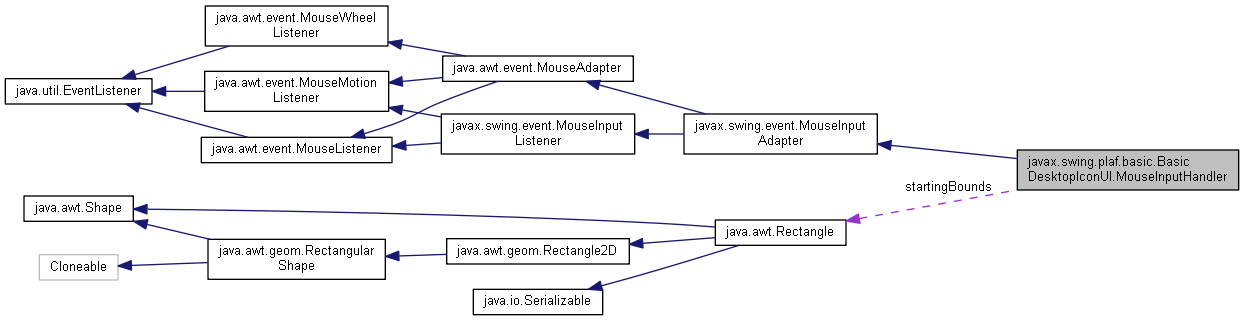 java.awt.event.MouseWheel
Listener
java.awt.event.MouseAdapter
java.util.EventListener
java.awt.event.MouseMotion
Listener
javax.swing.event.MouseInput
Listener
javax.swing.event.MouseInput
Adapter
java.awt.event.MouseListener
javax.swing.plaf.basic.Basic
DesktopIconUI.MouseInputHandler
startingBounds
java.awt.Shape
java.awt.Rectangle
java.awt.geom.Rectangular
Shape
java.awt.geom.Rectangle2D
Cloneable
java.io.Serializable